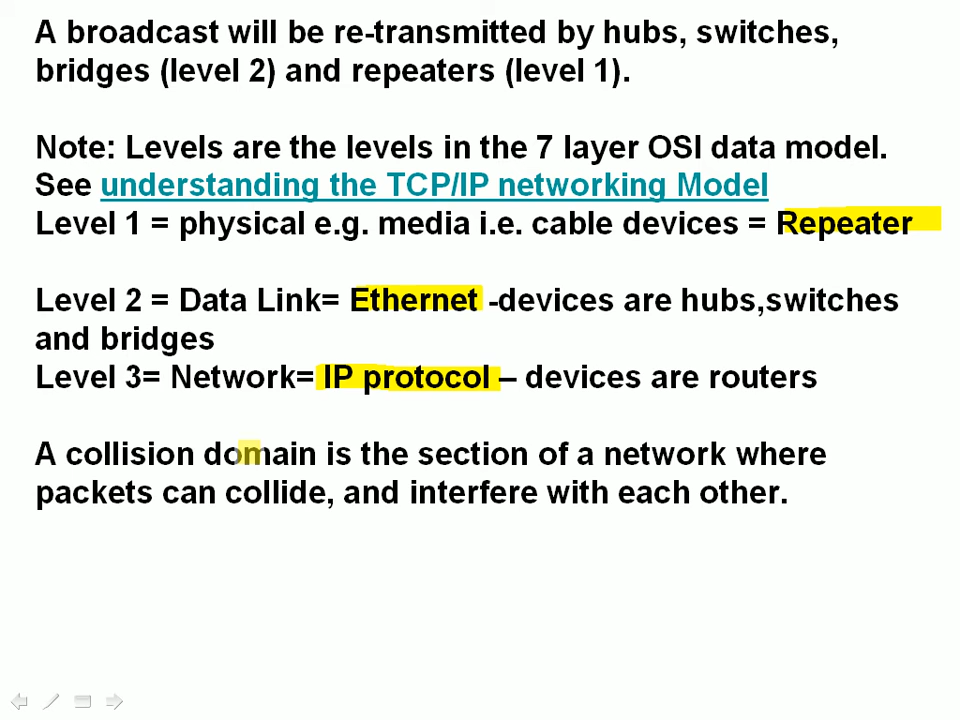 A broadcast will be re-transmitted by hubs, switches,
bridges (level 2) and repeaters (level 1).
Note: Levels are the levels in the 7 layer OSI data model.
See understanding the TCP/IP networking Model
Level 1 = physical e.g. media i.e. cable devices = Repeater
Level 2 = Data Link= Ethernet -devices are hubs,switches
and bridges
Level 3= Network= IP protocol – devices are routers
A collision domain is the section of a network where
packets can collide, and interfere with each other.